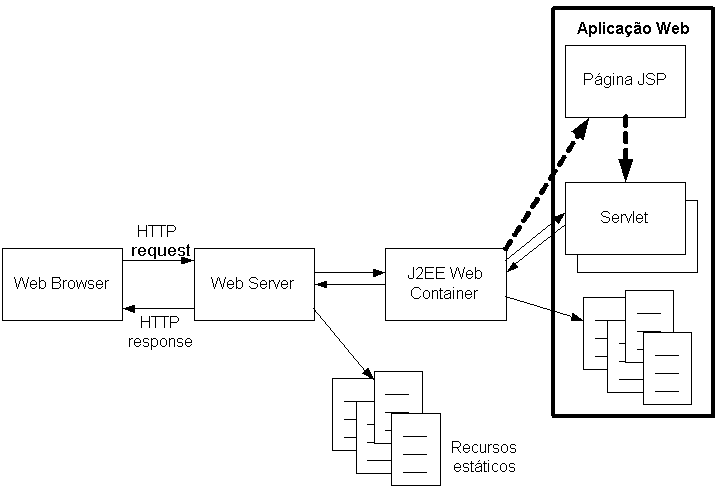 Aplicação Web
Página JSP
Servlet
HTTP
request
Web Browser
Web Server
J2EE Web
Container
HTTP
response
Recursos
estáticos